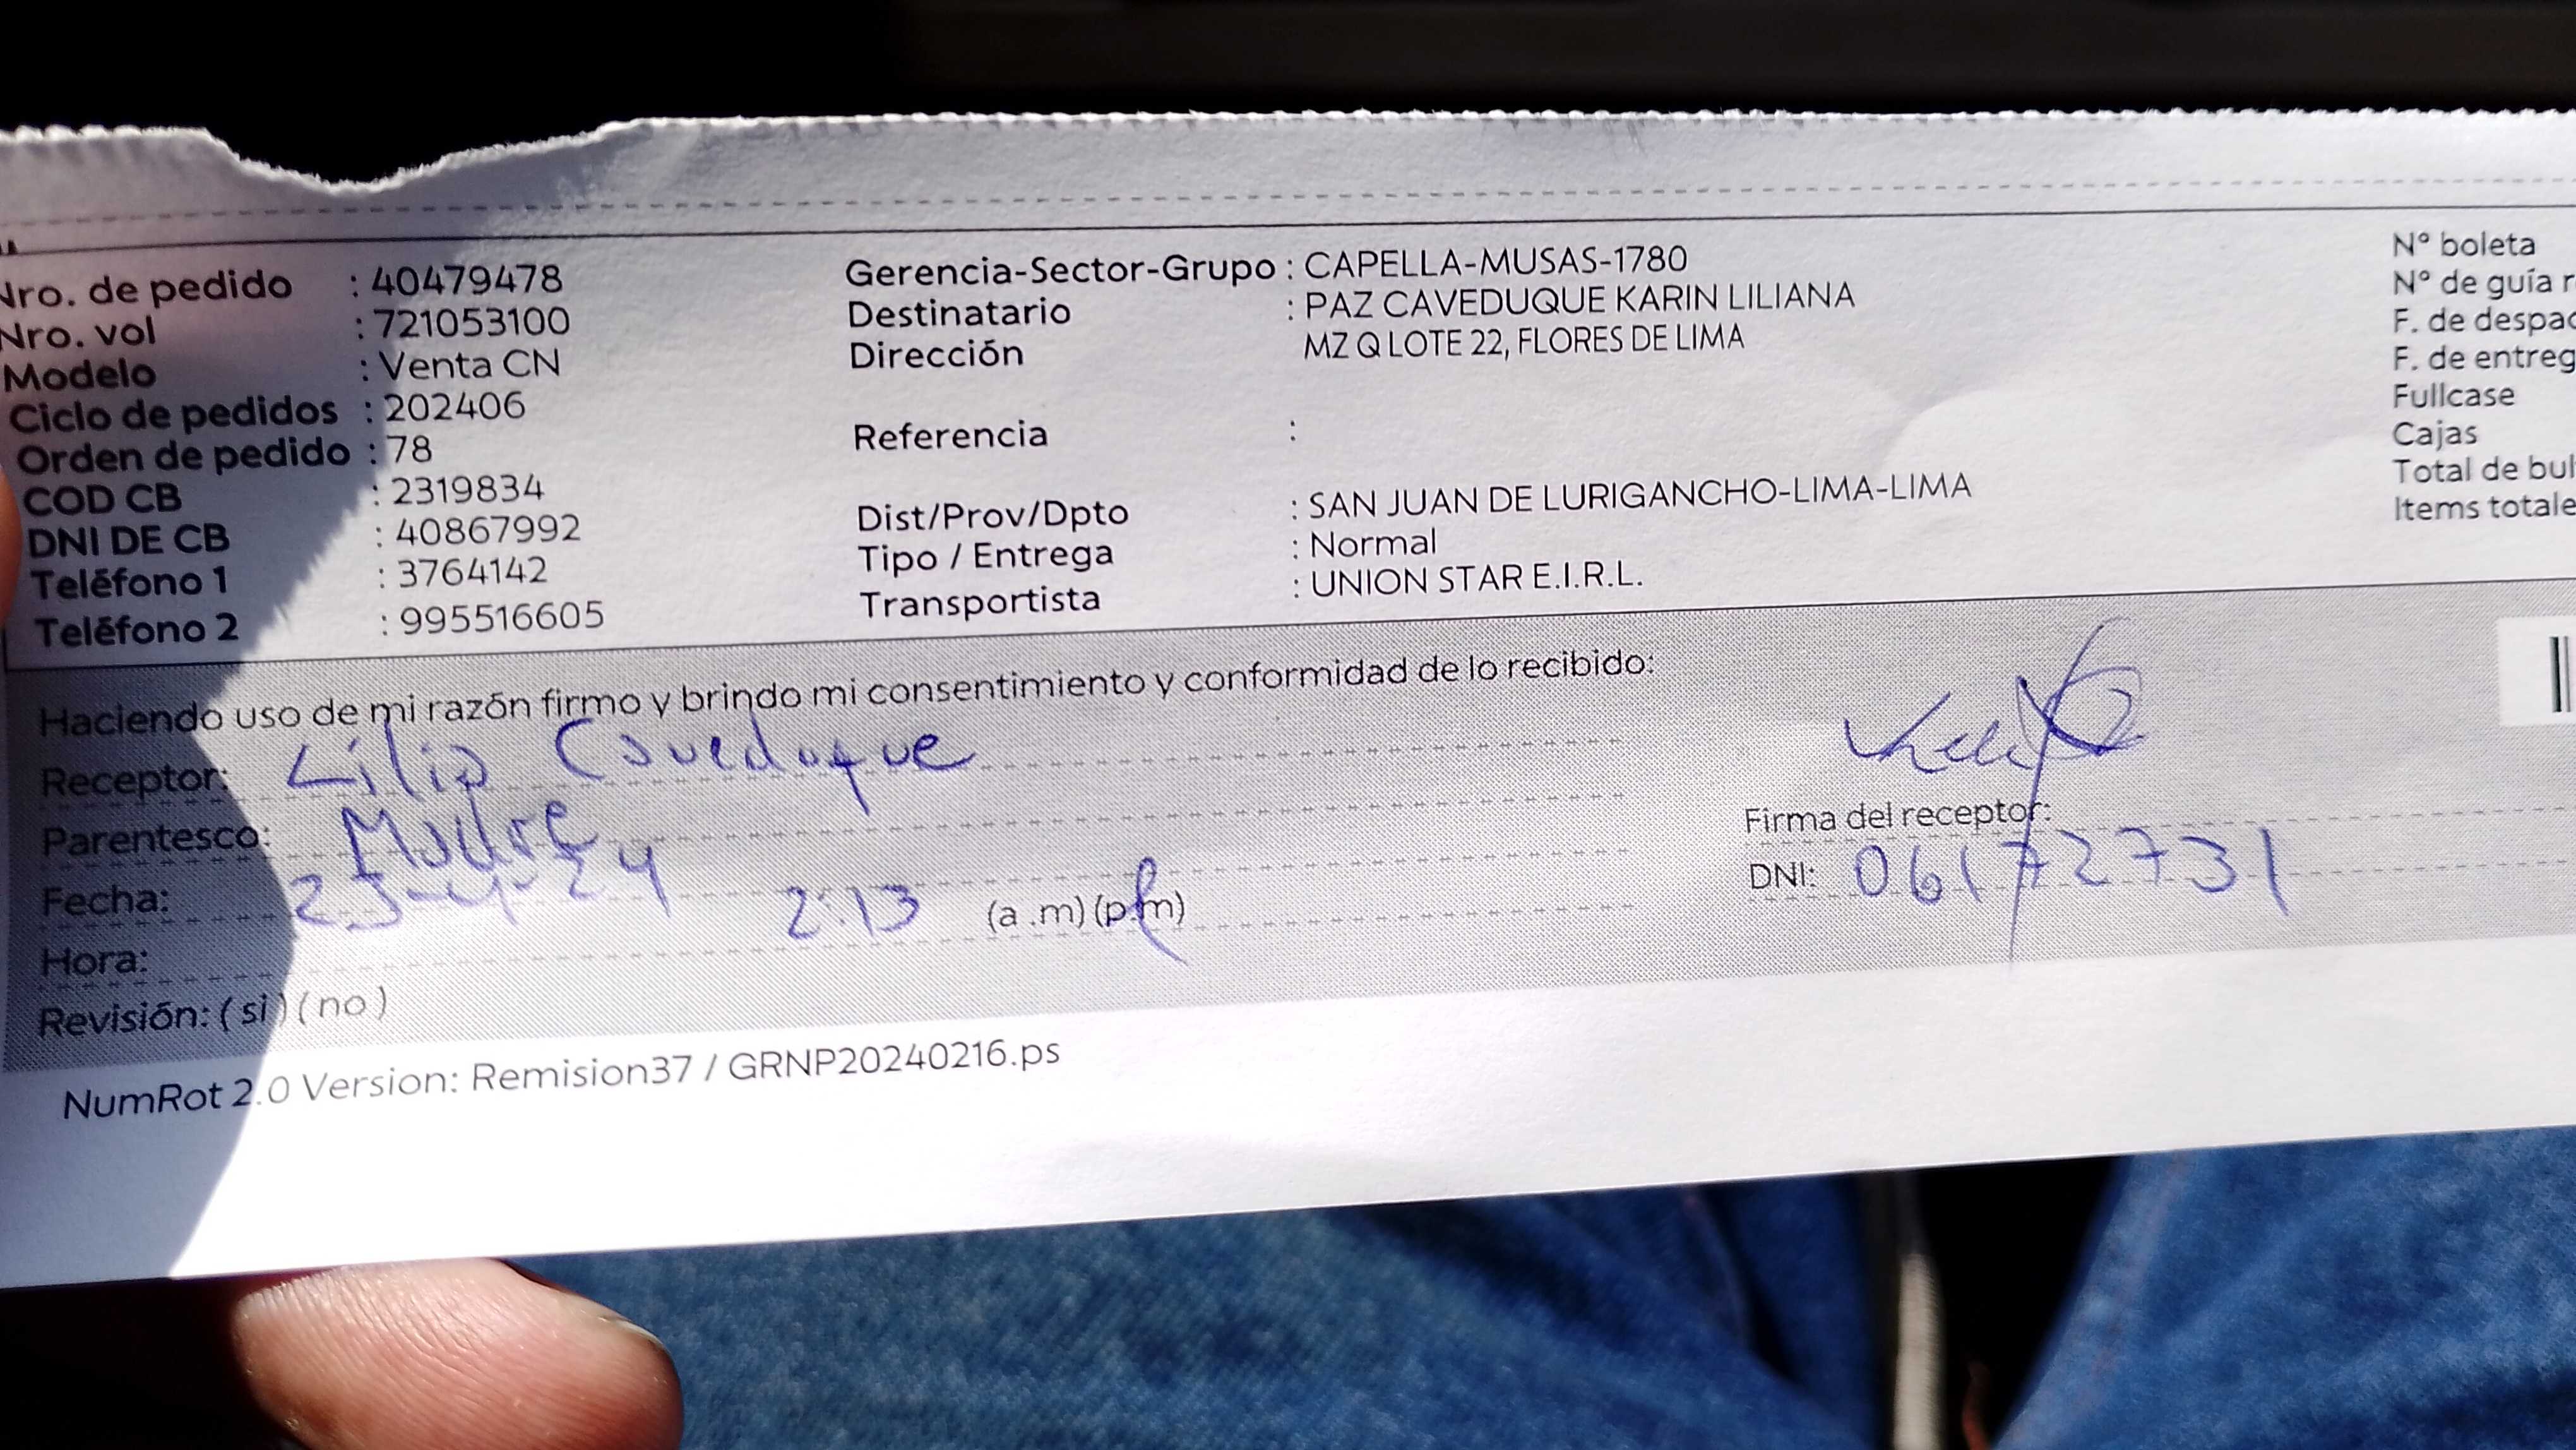 Nro. de pedido : 40479478
Nro. vol : 721053100
Modelo : Venta CN
Ciclo de pedidos : 202406
Orden de pedido : 78
COD CB : 2319834
DNI DE CB : 40867992
Teléfono 1 : 3764142
Teléfono 2 : 995516605
Gerencia-Sector-Grupo : CAPELLA-MUSAS-1780
Destinatario : PAZ CAVEDUQUE KARIN LILIANA
Dirección MZ Q LOTE 22, FLORES DE LIMA
Referencia :
Dist/Prov/Dpto : SAN JUAN DE LURIGANCHO-LIMA-LIMA
Tipo / Entrega : Normal
Transportista : UNION STAR E.I.R.L.
N° boleta
N° de guía r
F. de despac
F. de entreg
Fullcase
Cajas
Total de bul
Items totale
Haciendo uso de mi razón firmo y brindo mi consentimiento y conformidad de lo recibido:
Receptor: Lilia Caveduque
Parentesco: Madre
Fecha: 23-4-24 2:13 (a .m) (p.m)
Hora:
Revisión: ( si ) ( no )
Firma del receptor:
DNI: 06172731
NumRot 2.0 Version: Remision37 / GRNP20240216.ps